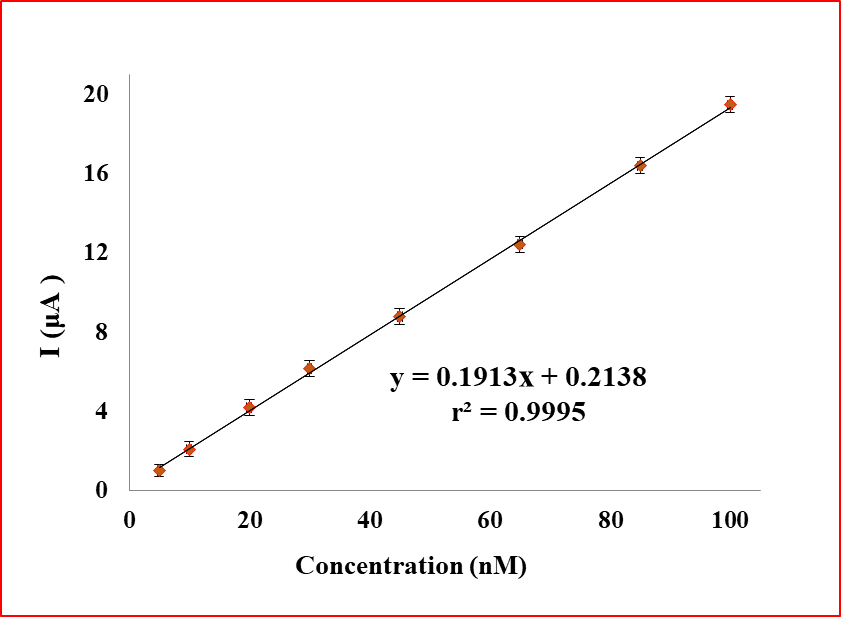 20
16
12
8
4
0
I (μA )
y = 0.1913x + 0.2138
r² = 0.9995
0 20 40 60 80 100
Concentration (nM)